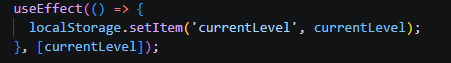 useEffect(() => {
  localStorage.setItem('currentLevel', currentLevel);
}, [currentLevel]);